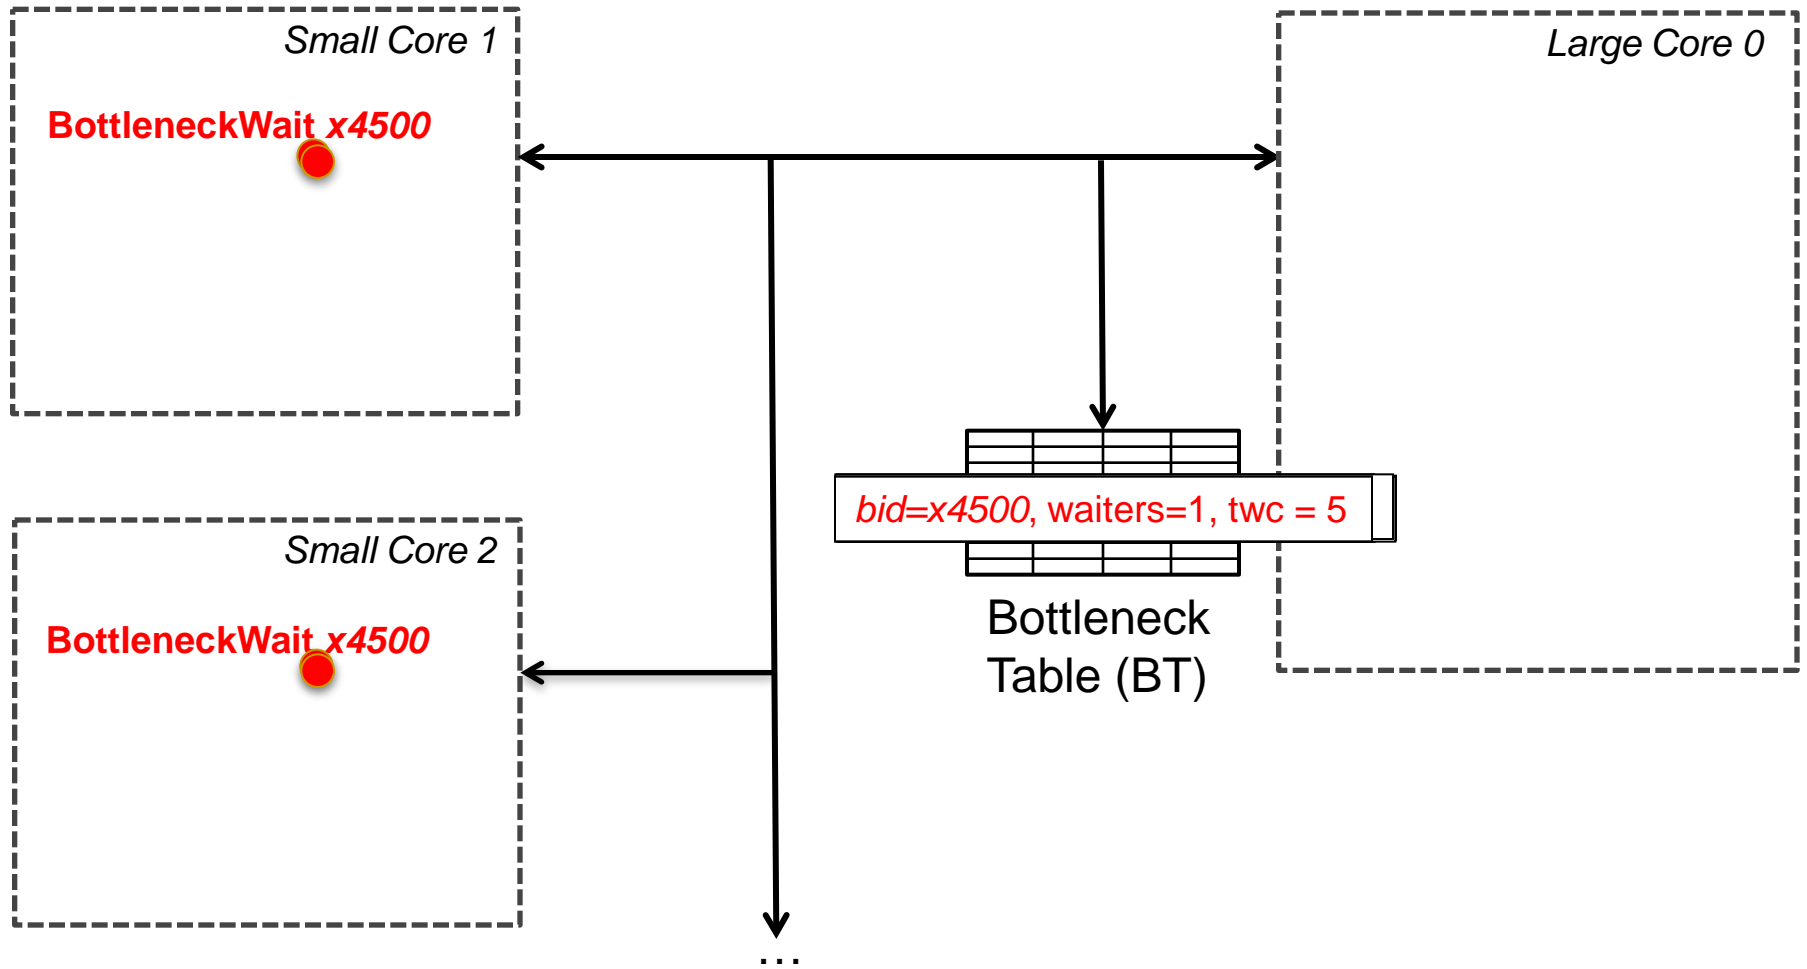 Small Core 1
Large Core 0
BottleneckWait x4500
bid=x4500, waiters=1, twc = 5
Small Core 2
Bottleneck
Table (BT)
BottleneckWait x4500
...